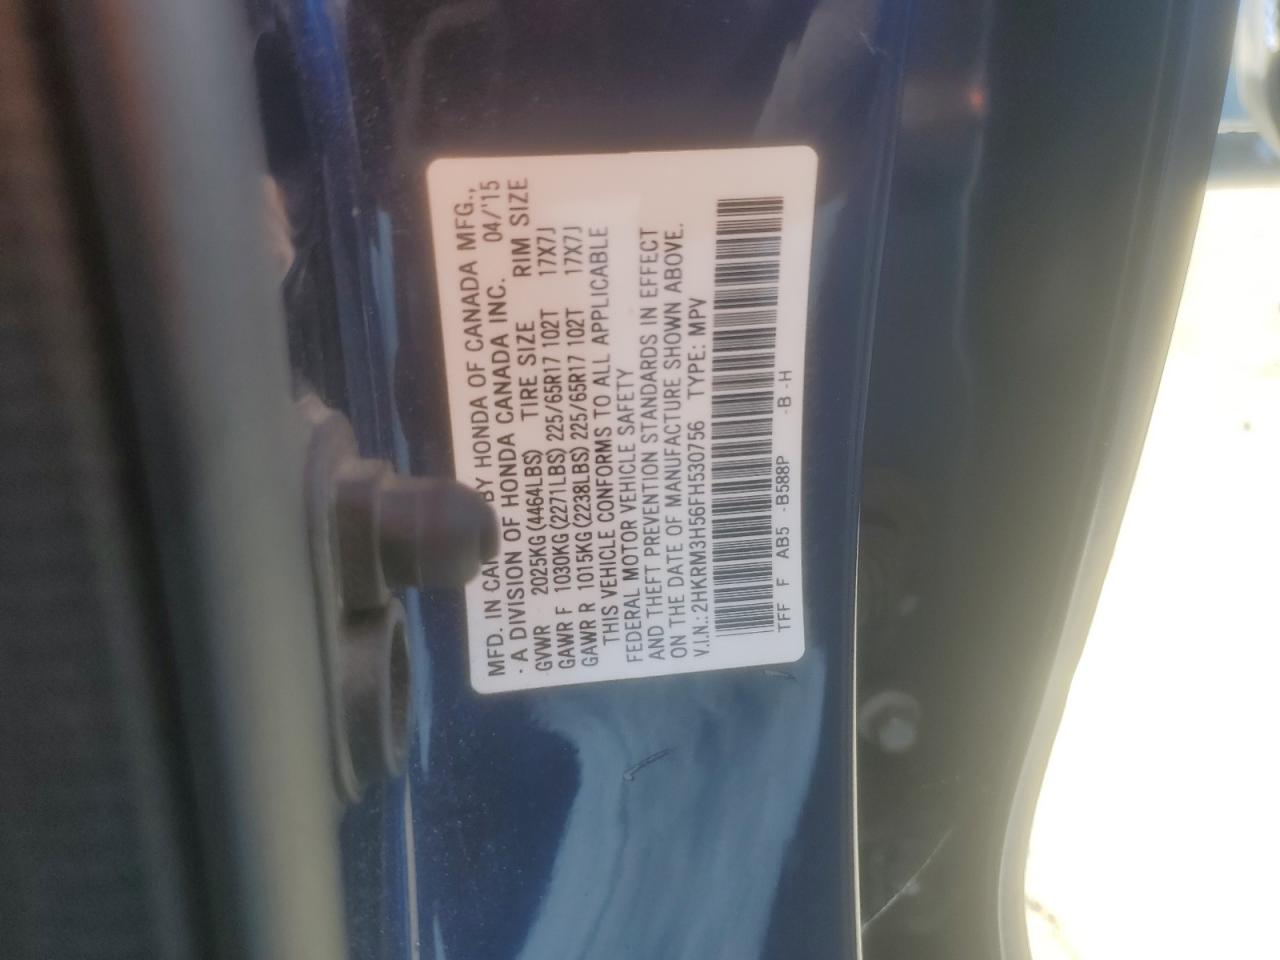 MFD. IN CAN BY HONDA OF CANADA MFG.,
A DIVISION OF HONDA CANADA INC. 04/'15
GVWR 2025KG(4464LBS) TIRE SIZE RIM SIZE
GAWR F 1030KG(2271LBS) 225/65R17 102T 17X7J
GAWR R 1015KG(2238LBS) 225/65R17 102T 17X7J
THIS VEHICLE CONFORMS TO ALL APPLICABLE
FEDERAL MOTOR VEHICLE SAFETY
AND THEFT PREVENTION STANDARDS IN EFFECT
ON THE DATE OF MANUFACTURE SHOWN ABOVE.
V.I.N.:2HKRM3H56FH530756 TYPE: MPV
TFF F AB5 -B588P -B -H